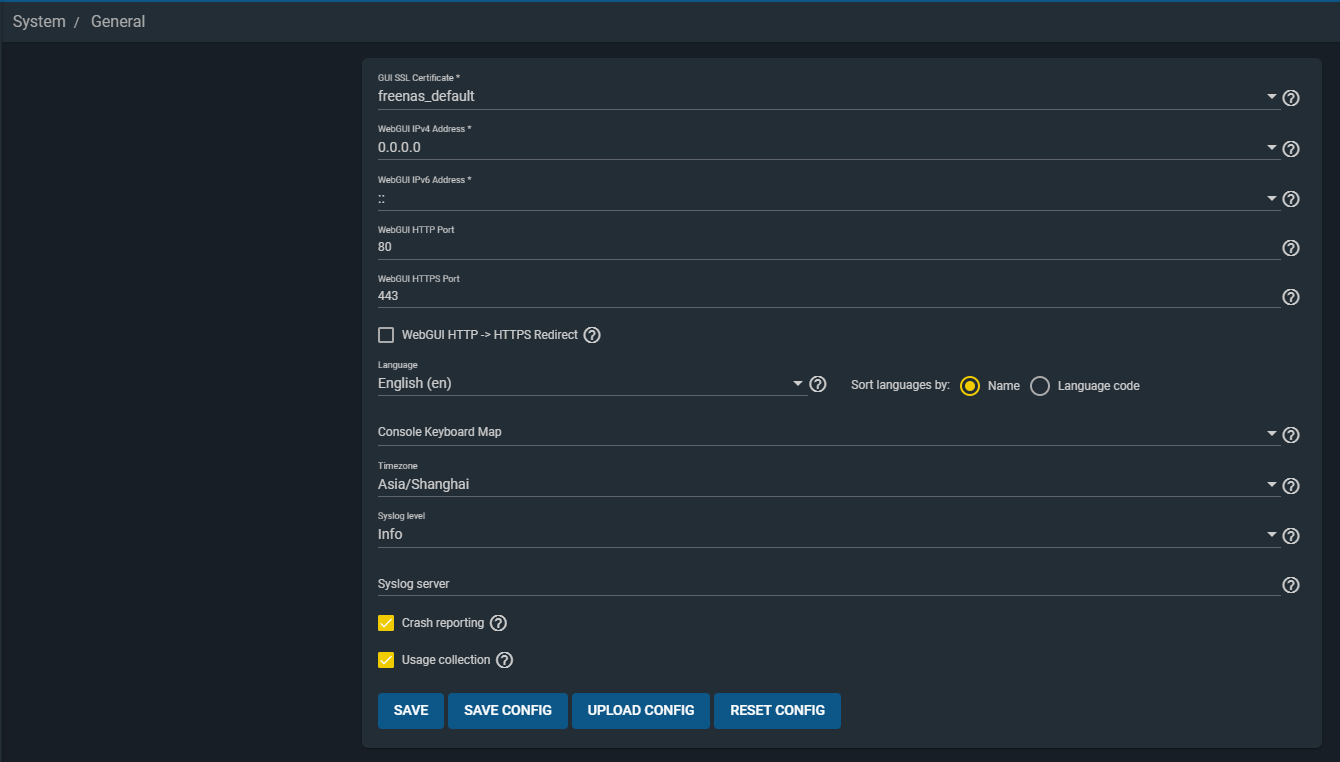 System / General
GUI SSL Certificate *
freenas_default
WebGUI IPv4 Address *
0.0.0.0
WebGUI IPv6 Address *
::
WebGUI HTTP Port
80
WebGUI HTTPS Port
443
WebGUI HTTP -> HTTPS Redirect
Language
English (en)
Sort languages by: Name Language code
Console Keyboard Map
Timezone
Asia/Shanghai
Syslog level
Info
Syslog server
Crash reporting
Usage collection
SAVE SAVE CONFIG UPLOAD CONFIG RESET CONFIG